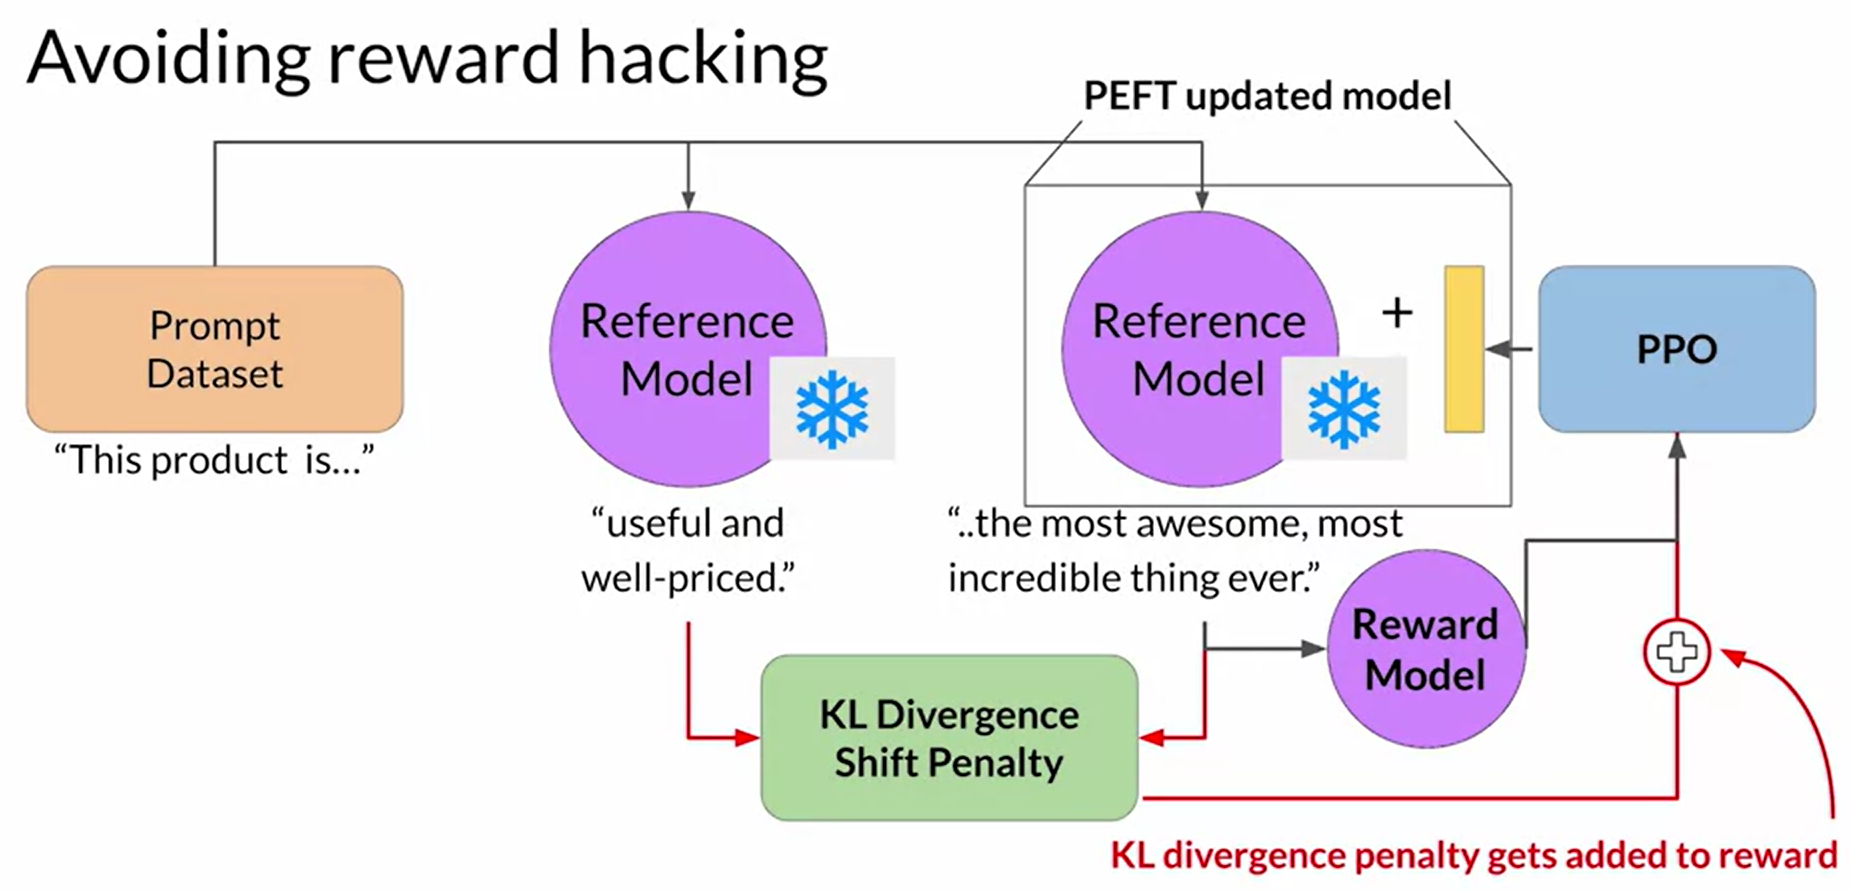 Avoiding reward hacking
PEFT updated model
Prompt
Dataset
“This product is...”
Reference
Model
“useful and
well-priced.”
Reference
Model
+
“..the most awesome, most
incredible thing ever.”
PPO
Reward
Model
KL Divergence
Shift Penalty
KL divergence penalty gets added to reward